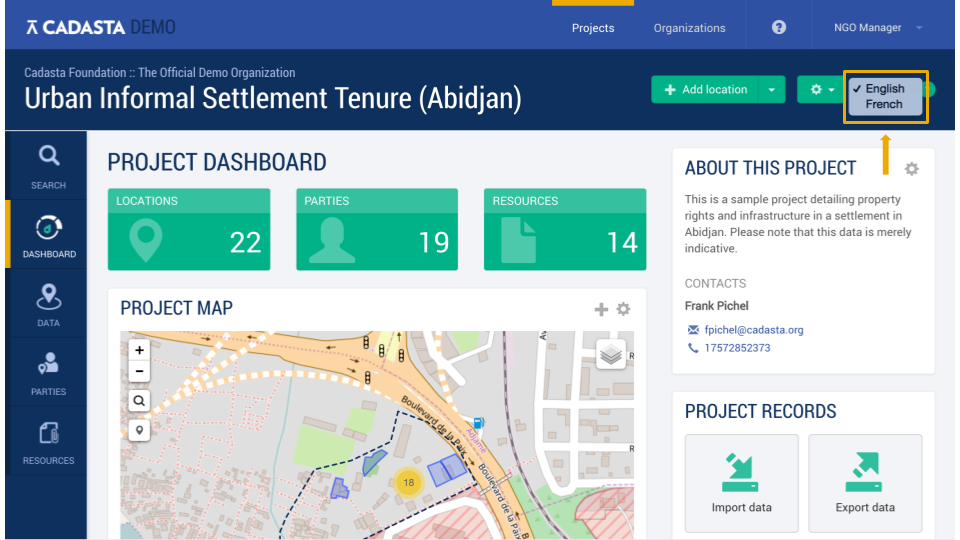 CADASTA DEMO
Projects
Organizations
?
NGO Manager
Cadasta Foundation :: The Official Demo Organization
Urban Informal Settlement Tenure (Abidjan)
+ Add location
✓ English
French
SEARCH
DASHBOARD
DATA
PARTIES
RESOURCES
PROJECT DASHBOARD
LOCATIONS
22
PARTIES
19
RESOURCES
14
PROJECT MAP
+
−
Boulevard de la Paix
Adjamé
Boulevard de la Paix
18
ABOUT THIS PROJECT
This is a sample project detailing property
rights and infrastructure in a settlement in
Abidjan. Please note that this data is merely
indicative.
CONTACTS
Frank Pichel
fpichel@cadasta.org
17572852373
PROJECT RECORDS
Import data
Export data